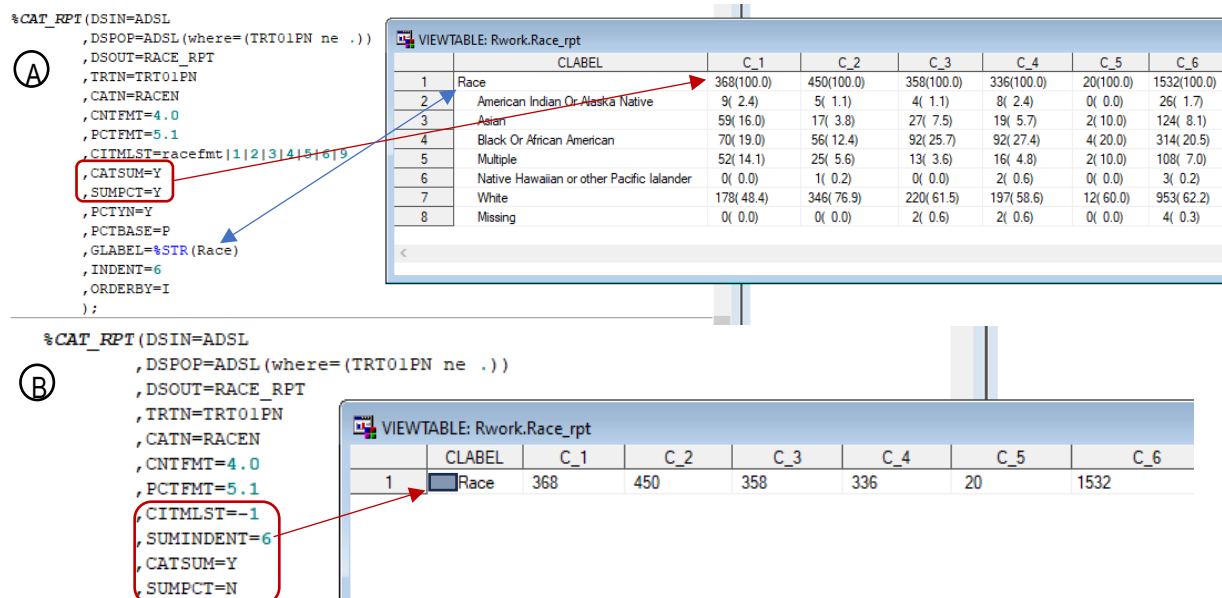 %CAT_RPT(DSIN=ADSL
,DSPOP=ADSL(where=(TRT01PN ne .))
,DSOUT=RACE_RPT
,TRTN=TRT01PN
,CATN=RACEN
,CNTFMT=4.0
,PCTFMT=5.1
,CITMLST=racefmt|1|2|3|4|5|6|9
,CATSUM=Y
,SUMPCT=Y
,PCTYN=Y
,PCTBASE=P
,GLABEL=%STR(Race)
,INDENT=6
,ORDERBY=I
);
A
VIEWTABLE: Rwork.Race_rpt
CLABEL C_1 C_2 C_3 C_4 C_5 C_6
1 Race 368(100.0) 450(100.0) 358(100.0) 336(100.0) 20(100.0) 1532(100.0)
2 American Indian Or Alaska Native 9( 2.4) 5( 1.1) 4( 1.1) 8( 2.4) 0( 0.0) 26( 1.7)
3 Asian 59(16.0) 17( 3.8) 27( 7.5) 19( 5.7) 2(10.0) 124( 8.1)
4 Black Or African American 70(19.0) 56(12.4) 92(25.7) 92(27.4) 4(20.0) 314(20.5)
5 Multiple 52(14.1) 25( 5.6) 13( 3.6) 16( 4.8) 2(10.0) 108( 7.0)
6 Native Hawaiian or other Pacific Ialander 0( 0.0) 1( 0.2) 0( 0.0) 2( 0.6) 0( 0.0) 3( 0.2)
7 White 178(48.4) 346(76.9) 220(61.5) 197(58.6) 12(60.0) 953(62.2)
8 Missing 0( 0.0) 0( 0.0) 2( 0.6) 2( 0.6) 0( 0.0) 4( 0.3)
%CAT_RPT(DSIN=ADSL
,DSPOP=ADSL(where=(TRT01PN ne .))
,DSOUT=RACE_RPT
,TRTN=TRT01PN
,CATN=RACEN
,CNTFMT=4.0
,PCTFMT=5.1
,CITMLST=-1
,SUMINDENT=6
,CATSUM=Y
,SUMPCT=N
B
VIEWTABLE: Rwork.Race_rpt
CLABEL C_1 C_2 C_3 C_4 C_5 C_6
1 Race 368 450 358 336 20 1532